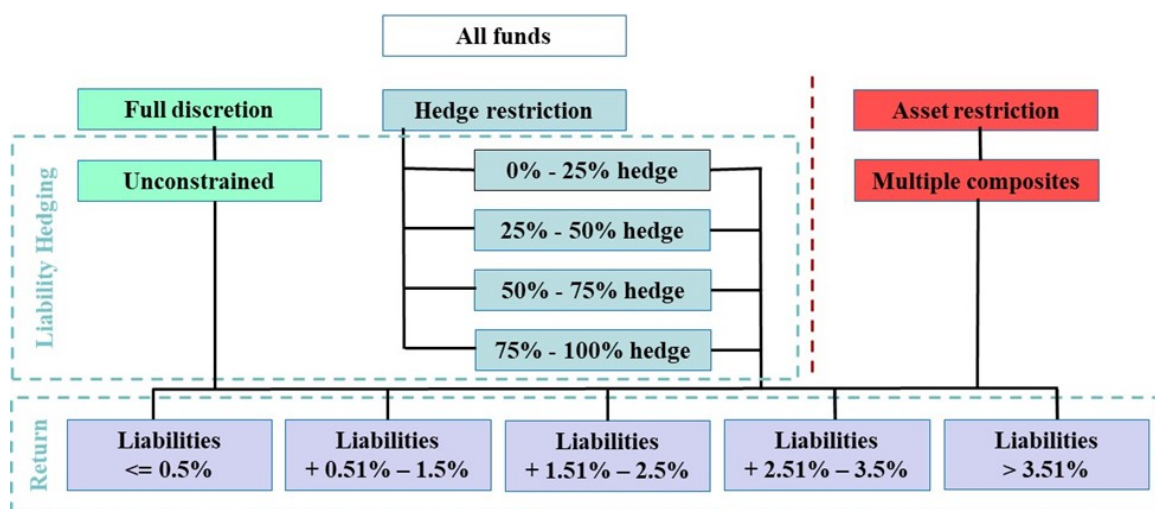 All funds
Full discretion
Hedge restriction
Asset restriction
Liability Hedging
Unconstrained
0% - 25% hedge
Multiple composites
25% - 50% hedge
50% - 75% hedge
75% - 100% hedge
Return
Liabilities
<= 0.5%
Liabilities
+ 0.51% – 1.5%
Liabilities
+ 1.51% – 2.5%
Liabilities
+ 2.51% – 3.5%
Liabilities
> 3.51%